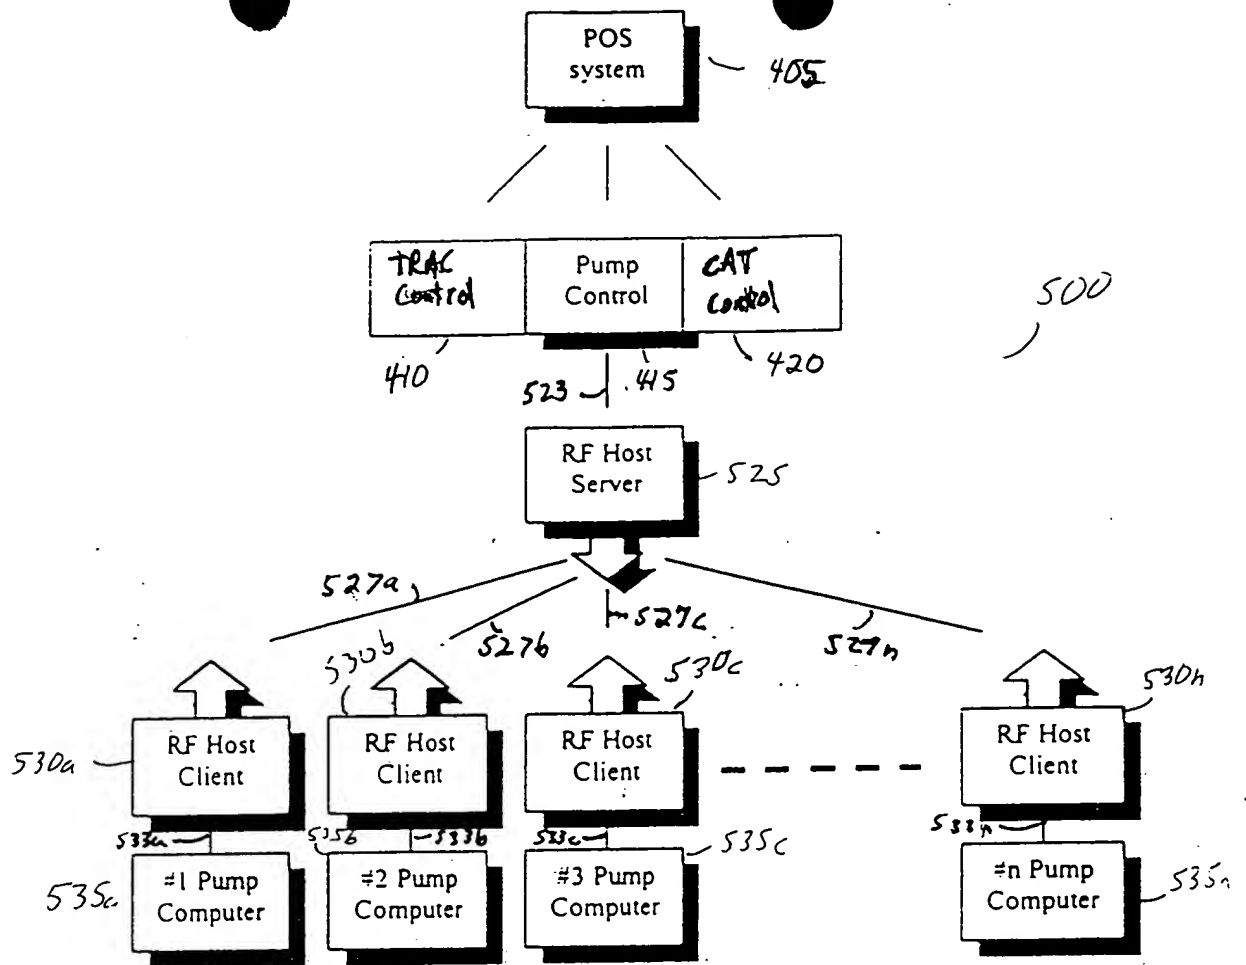 POS
system
405
TRAC
Control
Pump
Control
CAT
Control
500
410
415
420
523
RF Host
Server
525
527a
527b
527c
527n
530b
530c
530n
RF Host
Client
RF Host
Client
RF Host
Client
RF Host
Client
530a
533a
535b
533b
533c
535c
533n
#1 Pump
Computer
#2 Pump
Computer
#3 Pump
Computer
#n Pump
Computer
535a
535n